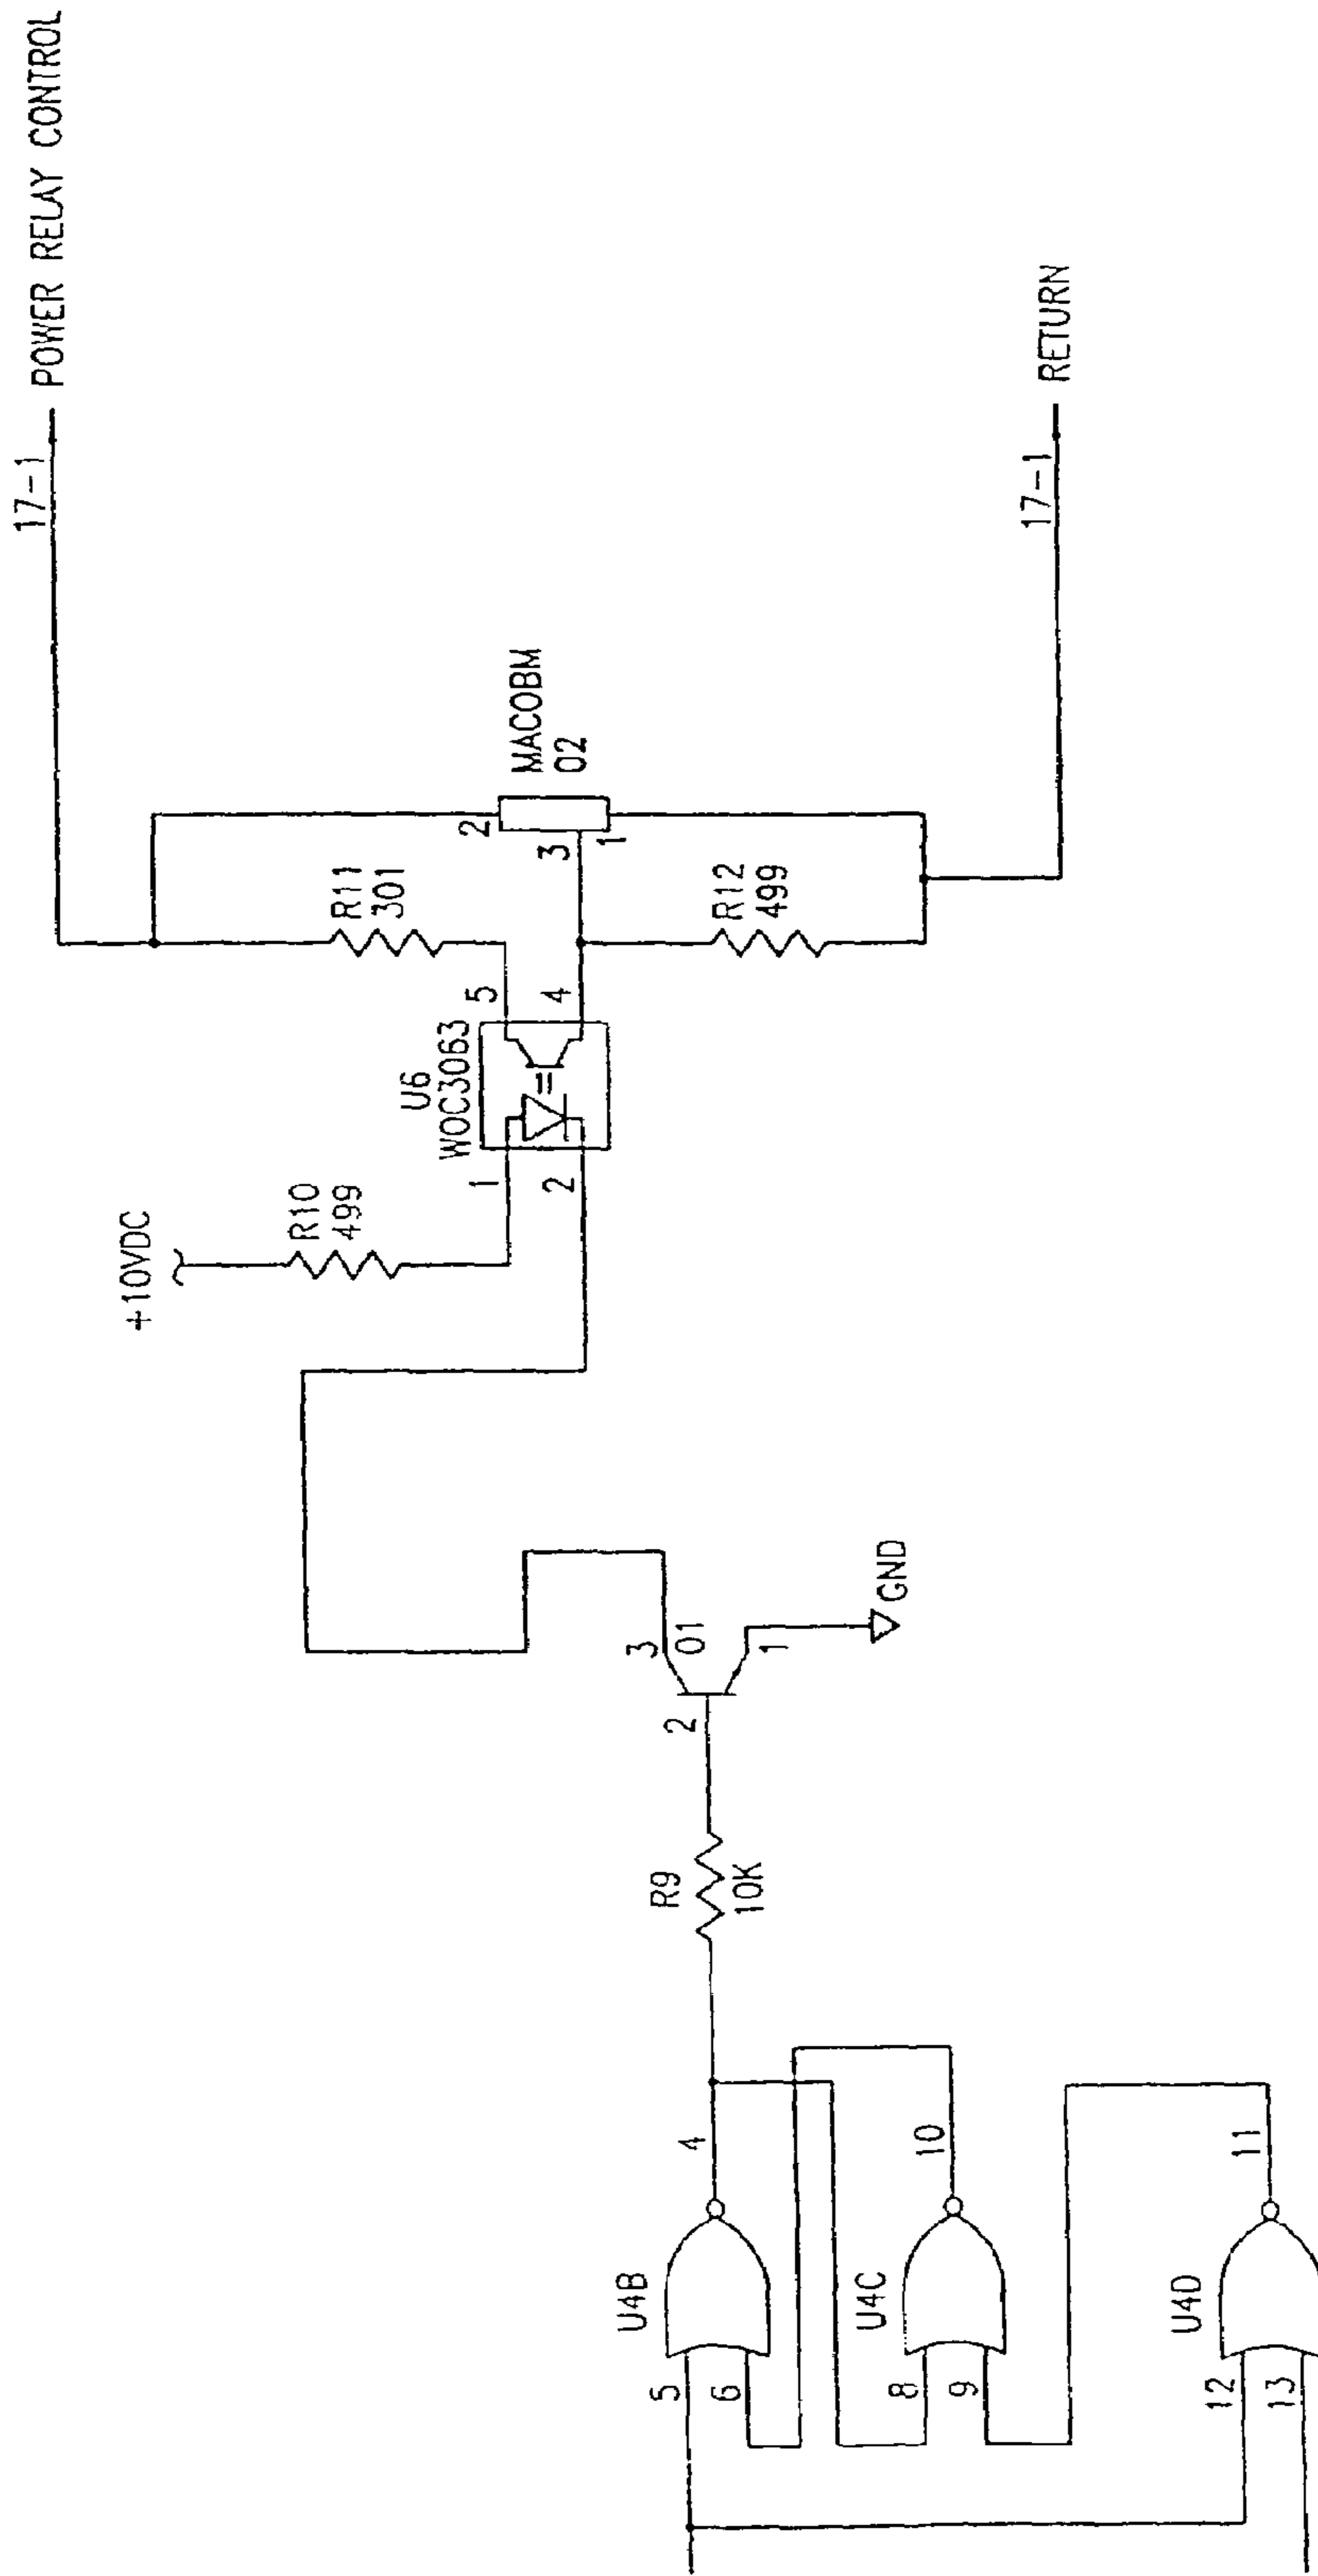 17-1
POWER RELAY CONTROL
+10VDC
R10
499
U6
WOC3063
1
2
5
4
R11
301
2
3
1
MACOBM
02
R12
499
17-1
RETURN
3
01
2
1
GND
R9
10K
U4B
5
6
4
U4C
8
9
10
U4D
12
13
11